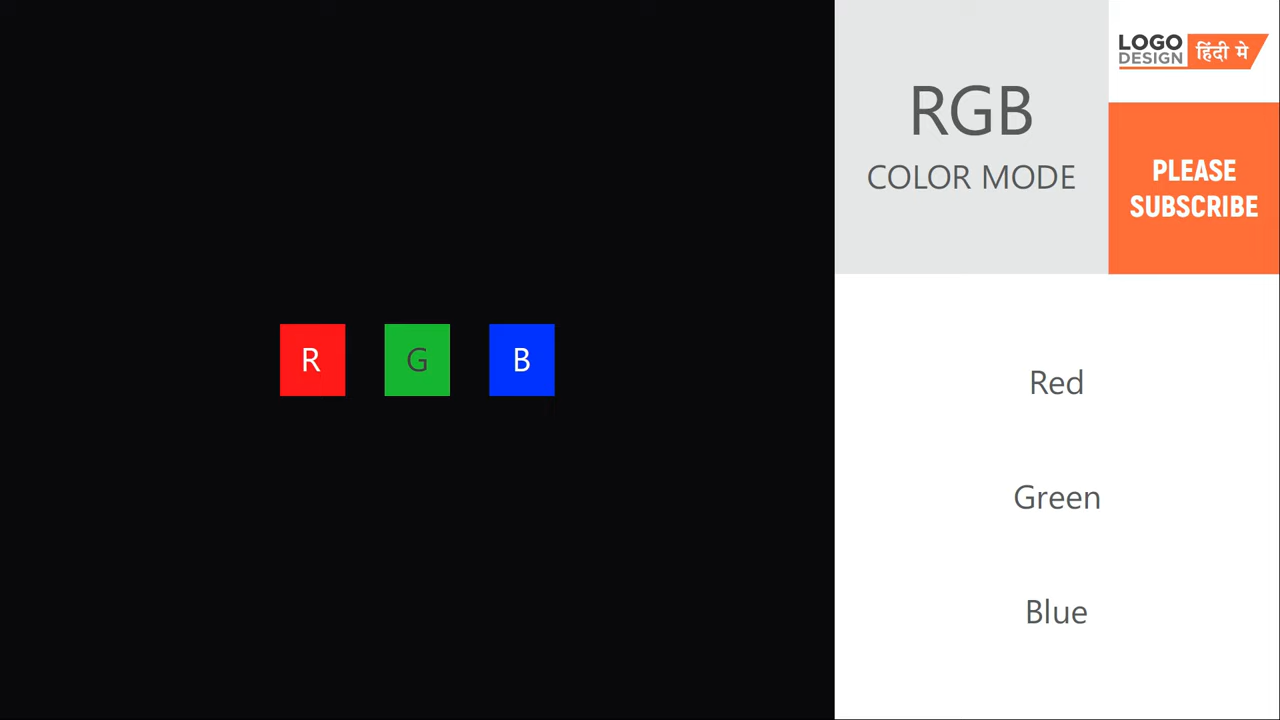 R G B
RGB
COLOR MODE
LOGO
DESIGN
हिंदी मे
PLEASE
SUBSCRIBE
Red
Green
Blue